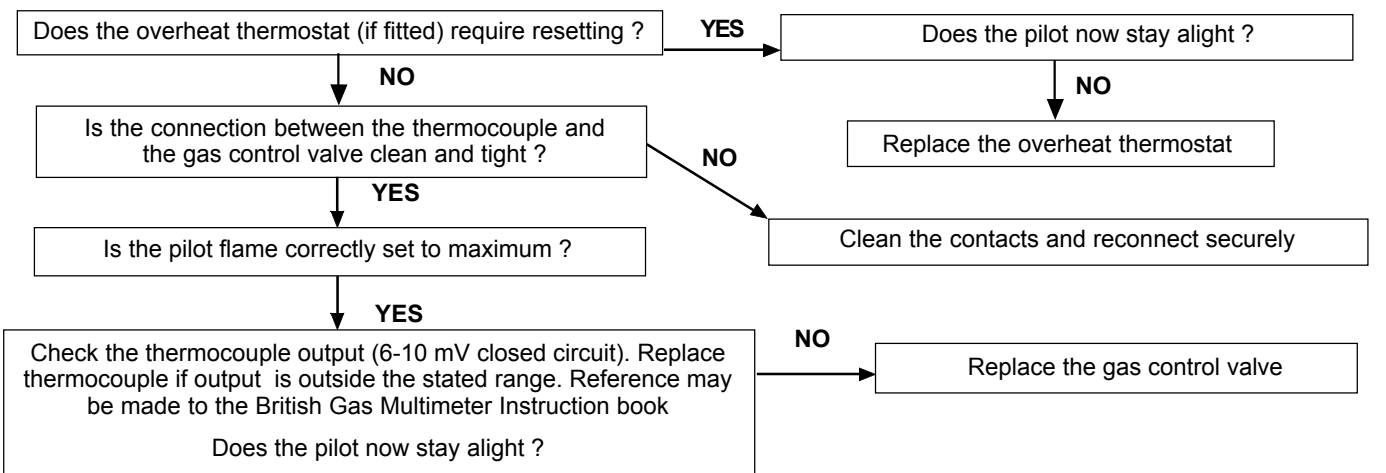 Does the overheat thermostat (if fitted) require resetting ?
YES
Does the pilot now stay alight ?
NO
NO
Is the connection between the thermocouple and
the gas control valve clean and tight ?
Replace the overheat thermostat
NO
YES
Is the pilot flame correctly set to maximum ?
Clean the contacts and reconnect securely
YES
Check the thermocouple output (6-10 mV closed circuit). Replace
thermocouple if output is outside the stated range. Reference may
be made to the British Gas Multimeter Instruction book
Does the pilot now stay alight ?
NO
Replace the gas control valve